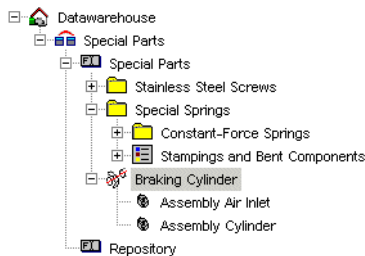 Datawarehouse
Special Parts
Special Parts
Stainless Steel Screws
Special Springs
Constant-Force Springs
Stampings and Bent Components
Braking Cylinder
Assembly Air Inlet
Assembly Cylinder
Repository